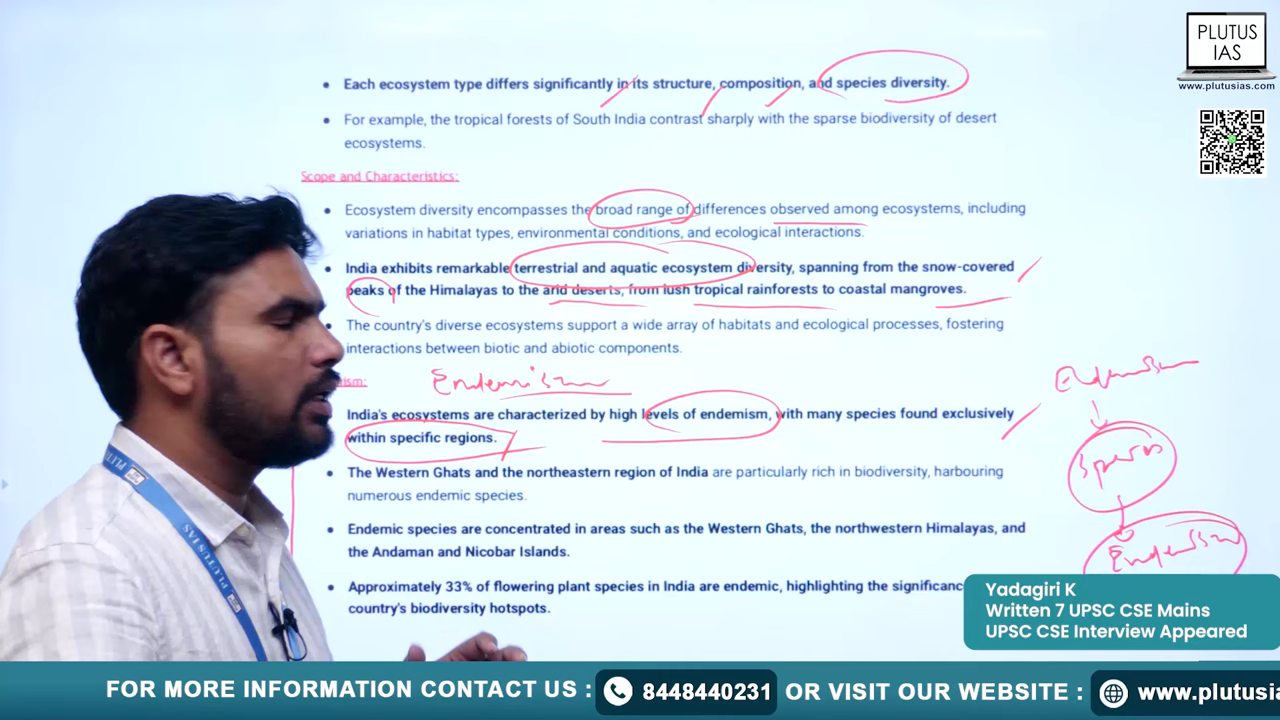 PLUTUS
IAS
www.plutusias.com
Each ecosystem type differs significantly in its structure, composition, and species diversity.
For example, the tropical forests of South India contrast sharply with the sparse biodiversity of desert
ecosystems.
Scope and Characteristics:
Ecosystem diversity encompasses the broad range of differences observed among ecosystems, including
variations in habitat types, environmental conditions, and ecological interactions.
India exhibits remarkable terrestrial and aquatic ecosystem diversity, spanning from the snow-covered
peaks of the Himalayas to the arid deserts, from lush tropical rainforests to coastal mangroves.
The country's diverse ecosystems support a wide array of habitats and ecological processes, fostering
interactions between biotic and abiotic components.
ism: Endemism
Endemism
India's ecosystems are characterized by high levels of endemism, with many species found exclusively
within specific regions.
Species
The Western Ghats and the northeastern region of India are particularly rich in biodiversity, harbouring
numerous endemic species.
Endemic species are concentrated in areas such as the Western Ghats, the northwestern Himalayas, and
the Andaman and Nicobar Islands.
Endemism
Approximately 33% of flowering plant species in India are endemic, highlighting the significanc
country's biodiversity hotspots.
PLUTUS IAS
Yadagiri K
Written 7 UPSC CSE Mains
UPSC CSE Interview Appeared
FOR MORE INFORMATION CONTACT US : 8448440231 OR VISIT OUR WEBSITE : www.plutusia